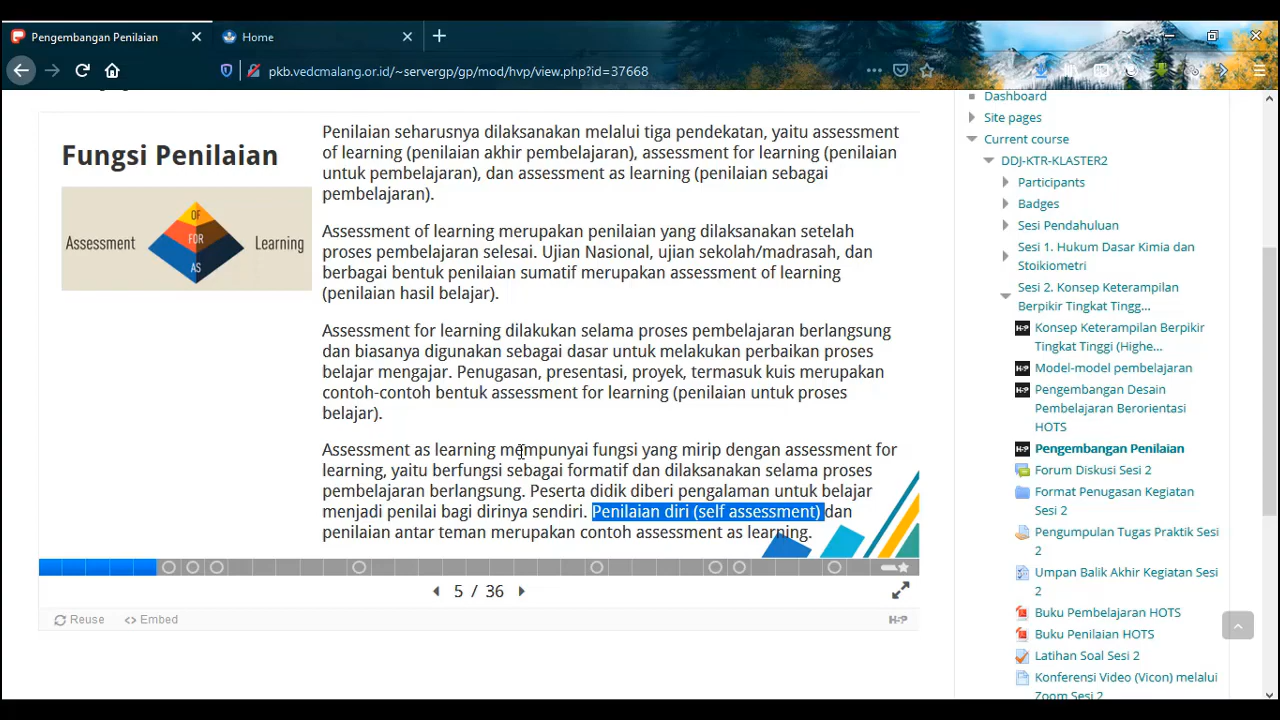 Pengembangan Penilaian
Home
pkb.vedcmalang.or.id/~servergp/gp/mod/hvp/view.php?id=37668
Fungsi Penilaian
Assessment
OF
FOR
AS
Learning
Penilaian seharusnya dilaksanakan melalui tiga pendekatan, yaitu assessment
of learning (penilaian akhir pembelajaran), assessment for learning (penilaian
untuk pembelajaran), dan assessment as learning (penilaian sebagai
pembelajaran).
Assessment of learning merupakan penilaian yang dilaksanakan setelah
proses pembelajaran selesai. Ujian Nasional, ujian sekolah/madrasah, dan
berbagai bentuk penilaian sumatif merupakan assessment of learning
(penilaian hasil belajar).
Assessment for learning dilakukan selama proses pembelajaran berlangsung
dan biasanya digunakan sebagai dasar untuk melakukan perbaikan proses
belajar mengajar. Penugasan, presentasi, proyek, termasuk kuis merupakan
contoh-contoh bentuk assessment for learning (penilaian untuk proses
belajar).
Assessment as learning mempunyai fungsi yang mirip dengan assessment for
learning, yaitu berfungsi sebagai formatif dan dilaksanakan selama proses
pembelajaran berlangsung. Peserta didik diberi pengalaman untuk belajar
menjadi penilai bagi dirinya sendiri. Penilaian diri (self assessment) dan
penilaian antar teman merupakan contoh assessment as learning.
5 / 36
Reuse
Embed
H5P
Dashboard
Site pages
Current course
DDJ-KTR-KLASTER2
Participants
Badges
Sesi Pendahuluan
Sesi 1. Hukum Dasar Kimia dan
Stoikiometri
Sesi 2. Konsep Keterampilan
Berpikir Tingkat Tingg...
H5P Konsep Keterampilan Berpikir
Tingkat Tinggi (Highe...
H5P Model-model pembelajaran
H5P Pengembangan Desain
Pembelajaran Berorientasi
HOTS
H5P Pengembangan Penilaian
Forum Diskusi Sesi 2
Format Penugasan Kegiatan
Sesi 2
Pengumpulan Tugas Praktik Sesi
2
Umpan Balik Akhir Kegiatan Sesi
2
Buku Pembelajaran HOTS
Buku Penilaian HOTS
Latihan Soal Sesi 2
Konferensi Video (Vicon) melalui
Zoom Sesi 2